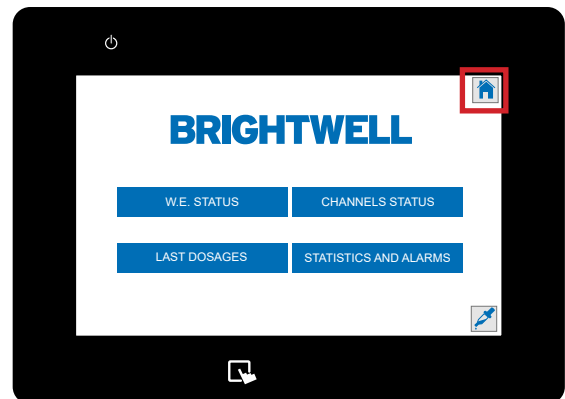 BRIGHTWELL
W.E. STATUS
CHANNELS STATUS
LAST DOSAGES
STATISTICS AND ALARMS